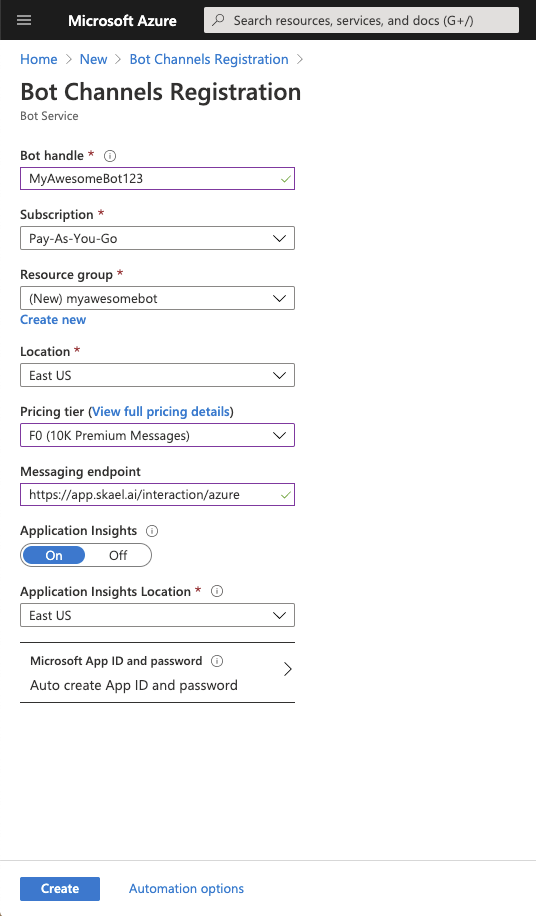 Microsoft Azure
Search resources, services, and docs (G+/)
Home > New > Bot Channels Registration >
Bot Channels Registration
Bot Service
Bot handle *
MyAwesomeBot123
Subscription *
Pay-As-You-Go
Resource group *
(New) myawesomebot
Create new
Location *
East US
Pricing tier (View full pricing details)
F0 (10K Premium Messages)
Messaging endpoint
https://app.skael.ai/interaction/azure
Application Insights
On Off
Application Insights Location *
East US
Microsoft App ID and password
Auto create App ID and password
Create Automation options